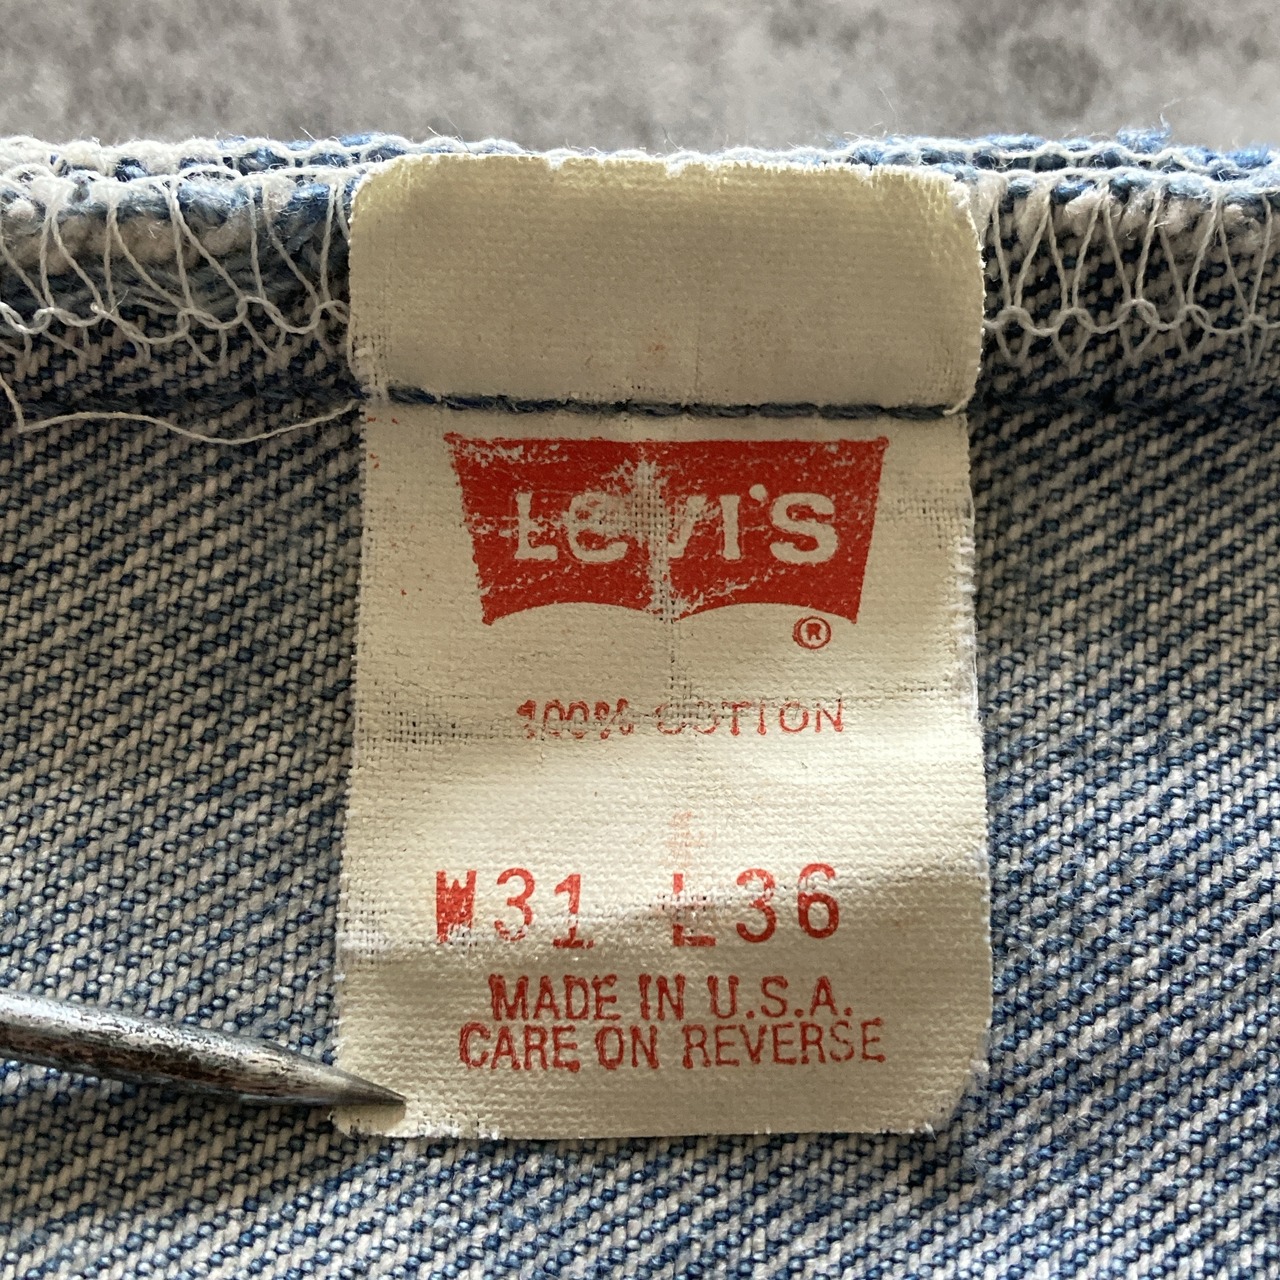 LEVI'S
®
100% COTTON
W31 L36
MADE IN U.S.A.
CARE ON REVERSE